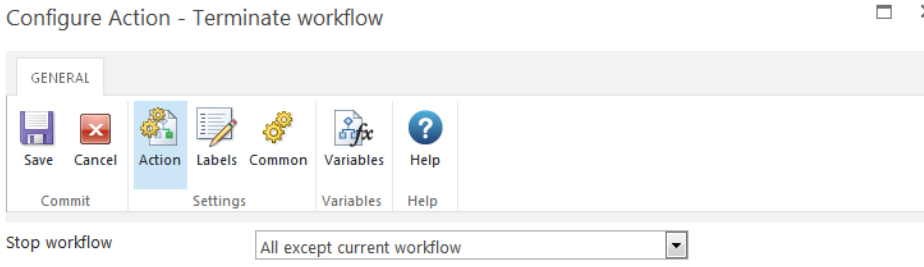 Configure Action - Terminate workflow
GENERAL
Save Cancel Action Labels Common Variables Help
Commit Settings Variables Help
Stop workflow All except current workflow